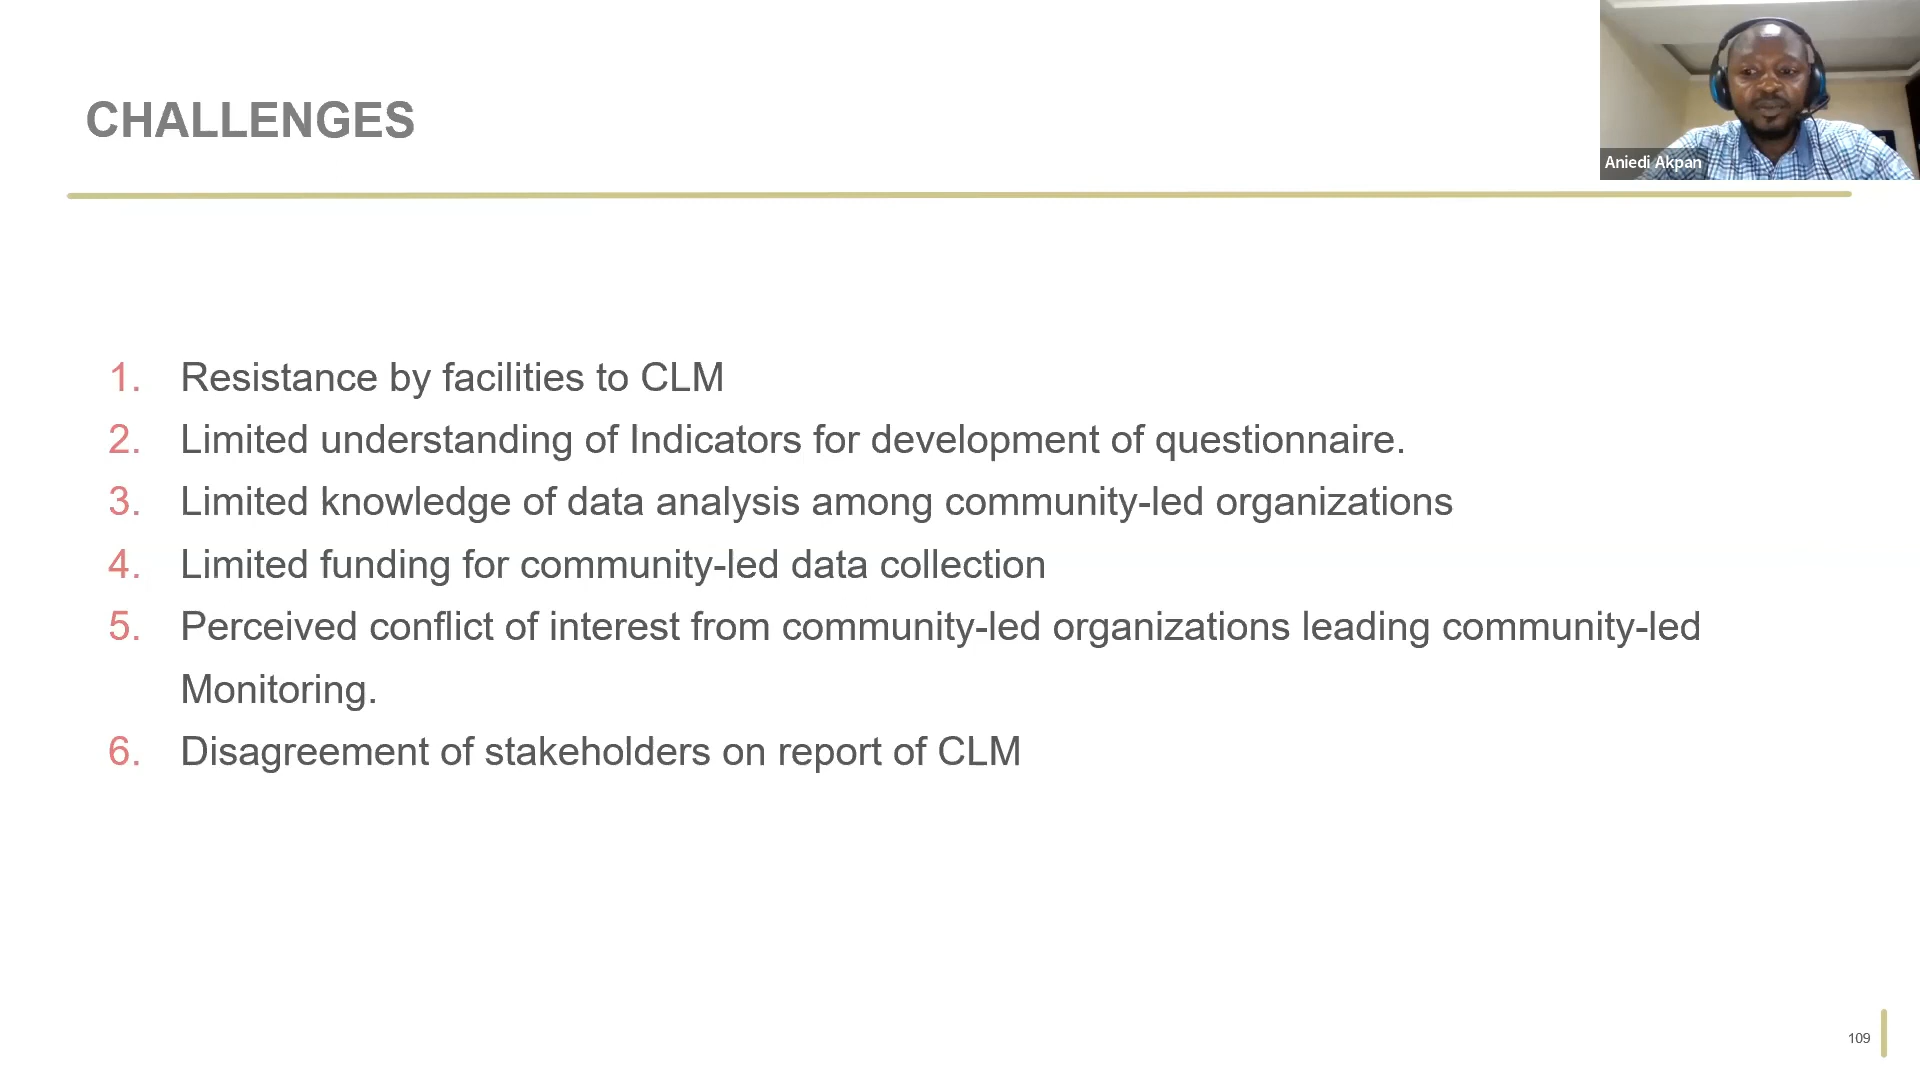 CHALLENGES
Aniedi Akpan
1. Resistance by facilities to CLM
2. Limited understanding of Indicators for development of questionnaire.
3. Limited knowledge of data analysis among community-led organizations
4. Limited funding for community-led data collection
5. Perceived conflict of interest from community-led organizations leading community-led
Monitoring.
6. Disagreement of stakeholders on report of CLM
109